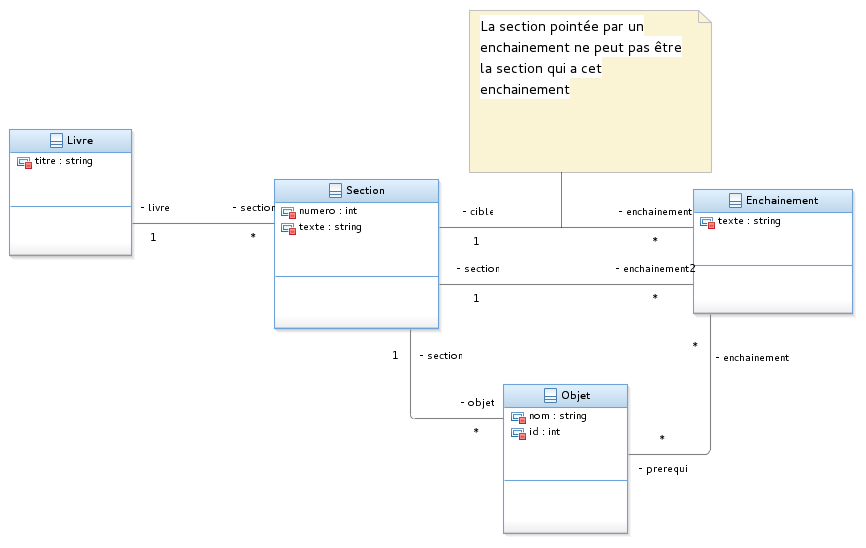 La section pointée par un
enchainement ne peut pas être
la section qui a cet
enchainement
Livre
titre : string
- livre
1
- section
*
Section
numero : int
texte : string
- cible
1
- enchainement
*
- section
1
- enchainement2
*
Enchainement
texte : string
1
- section
- objet
*
*
- enchainement
Objet
nom : string
id : int
*
- prerequi